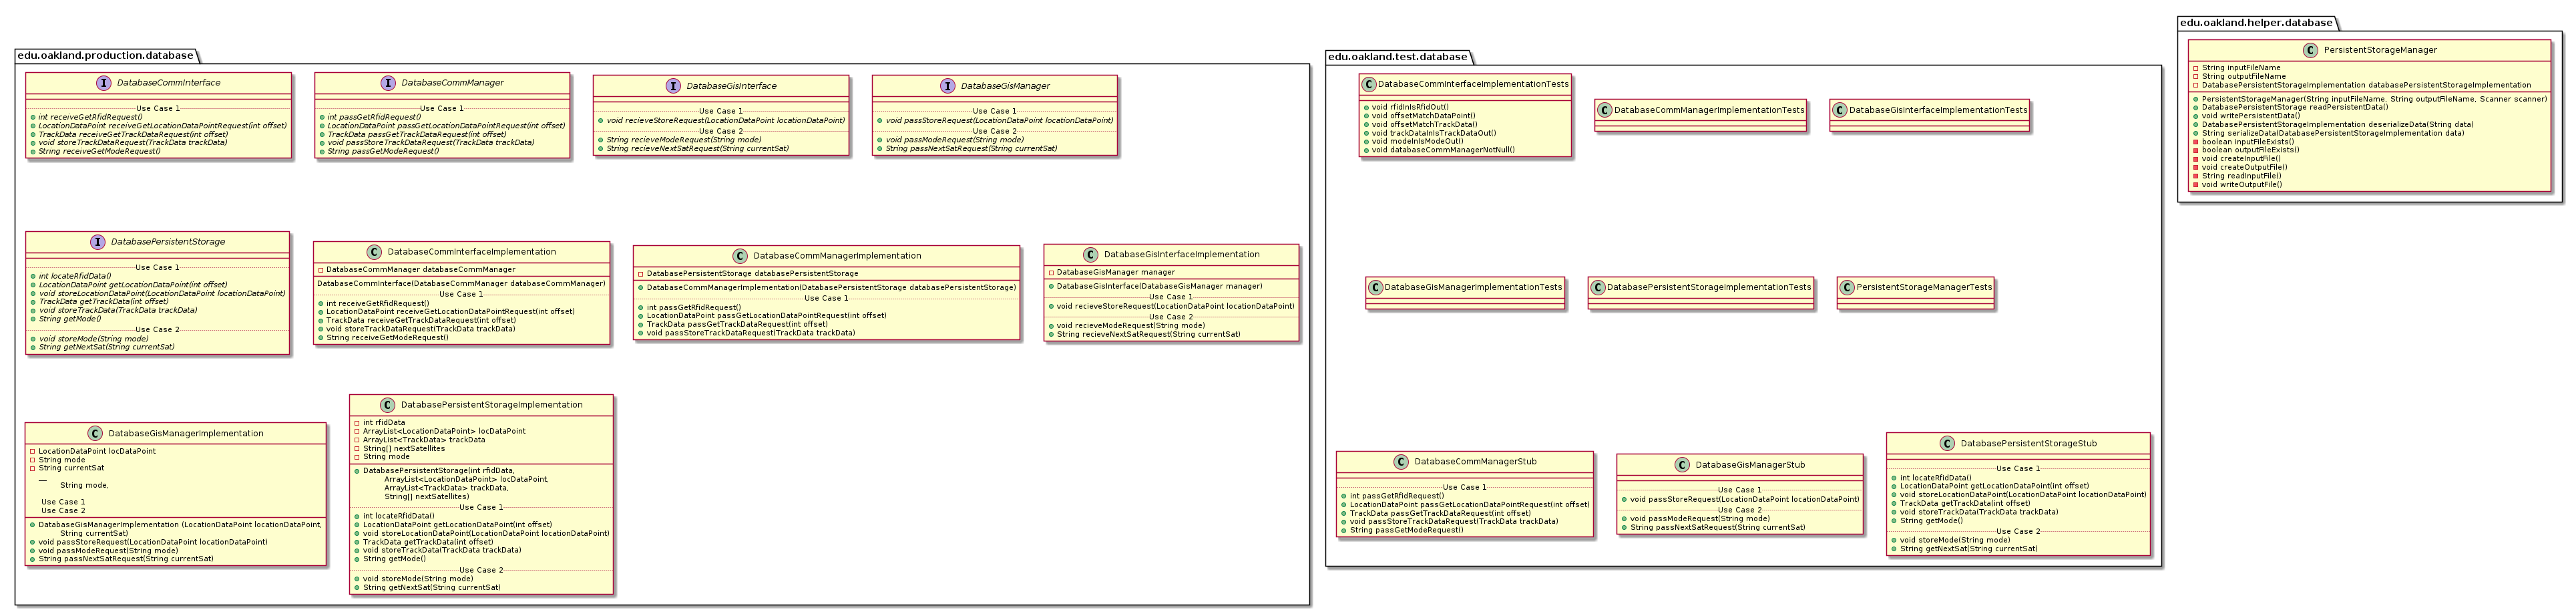 edu.oakland.production.database
DatabaseCommInterface
Use Case 1
int receiveGetRfidRequest()
LocationDataPoint receiveGetLocationDataPointRequest(int offset)
TrackData receiveGetTrackDataRequest(int offset)
void storeTrackDataRequest(TrackData trackData)
String receiveGetModeRequest()
DatabaseCommManager
Use Case 1
int passGetRfidRequest()
LocationDataPoint passGetLocationDataPointRequest(int offset)
TrackData passGetTrackDataRequest(int offset)
void passStoreTrackDataRequest(TrackData trackData)
String passGetModeRequest()
DatabaseGisInterface
Use Case 1
void recieveStoreRequest(LocationDataPoint locationDataPoint)
Use Case 2
String recieveModeRequest(String mode)
String recieveNextSatRequest(String currentSat)
DatabaseGisManager
Use Case 1
void passStoreRequest(LocationDataPoint locationDataPoint)
Use Case 2
void passModeRequest(String mode)
String passNextSatRequest(String currentSat)
DatabasePersistentStorage
Use Case 1
int locateRfidData()
LocationDataPoint getLocationDataPoint(int offset)
void storeLocationDataPoint(LocationDataPoint locationDataPoint)
TrackData getTrackData(int offset)
void storeTrackData(TrackData trackData)
String getMode()
Use Case 2
void storeMode(String mode)
String getNextSat(String currentSat)
DatabaseCommInterfaceImplementation
DatabaseCommManager databaseCommManager
DatabaseCommInterface(DatabaseCommManager databaseCommManager)
Use Case 1
int receiveGetRfidRequest()
LocationDataPoint receiveGetLocationDataPointRequest(int offset)
TrackData receiveGetTrackDataRequest(int offset)
void storeTrackDataRequest(TrackData trackData)
String receiveGetModeRequest()
DatabaseCommManagerImplementation
DatabasePersistentStorage databasePersistentStorage
DatabaseCommManagerImplementation(DatabasePersistentStorage databasePersistentStorage)
Use Case 1
int passGetRfidRequest()
LocationDataPoint passGetLocationDataPointRequest(int offset)
TrackData passGetTrackDataRequest(int offset)
void passStoreTrackDataRequest(TrackData trackData)
DatabaseGisInterfaceImplementation
DatabaseGisManager manager
DatabaseGisInterface(DatabaseGisManager manager)
Use Case 1
void recieveStoreRequest(LocationDataPoint locationDataPoint)
Use Case 2
void recieveModeRequest(String mode)
String recieveNextSatRequest(String currentSat)
DatabaseGisManagerImplementation
LocationDataPoint locDataPoint
String mode
String currentSat
__
String mode,
Use Case 1
Use Case 2
DatabaseGisManagerImplementation (LocationDataPoint locationDataPoint,
String currentSat)
void passStoreRequest(LocationDataPoint locationDataPoint)
void passModeRequest(String mode)
String passNextSatRequest(String currentSat)
DatabasePersistentStorageImplementation
int rfidData
ArrayList<LocationDataPoint> locDataPoint
ArrayList<TrackData> trackData
String[] nextSatellites
String mode
DatabasePersistentStorage(int rfidData,
ArrayList<LocationDataPoint> locDataPoint,
ArrayList<TrackData> trackData,
String[] nextSatellites)
Use Case 1
int locateRfidData()
LocationDataPoint getLocationDataPoint(int offset)
void storeLocationDataPoint(LocationDataPoint locationDataPoint)
TrackData getTrackData(int offset)
void storeTrackData(TrackData trackData)
String getMode()
Use Case 2
void storeMode(String mode)
String getNextSat(String currentSat)
edu.oakland.test.database
DatabaseCommInterfaceImplementationTests
void rfidInIsRfidOut()
void offsetMatchDataPoint()
void offsetMatchTrackData()
void trackDataInIsTrackDataOut()
void modeInIsModeOut()
void databaseCommManagerNotNull()
DatabaseCommManagerImplementationTests
DatabaseGisInterfaceImplementationTests
DatabaseGisManagerImplementationTests
DatabasePersistentStorageImplementationTests
PersistentStorageManagerTests
DatabaseCommManagerStub
Use Case 1
int passGetRfidRequest()
LocationDataPoint passGetLocationDataPointRequest(int offset)
TrackData passGetTrackDataRequest(int offset)
void passStoreTrackDataRequest(TrackData trackData)
String passGetModeRequest()
DatabaseGisManagerStub
Use Case 1
void passStoreRequest(LocationDataPoint locationDataPoint)
Use Case 2
void passModeRequest(String mode)
String passNextSatRequest(String currentSat)
DatabasePersistentStorageStub
Use Case 1
int locateRfidData()
LocationDataPoint getLocationDataPoint(int offset)
void storeLocationDataPoint(LocationDataPoint locationDataPoint)
TrackData getTrackData(int offset)
void storeTrackData(TrackData trackData)
String getMode()
Use Case 2
void storeMode(String mode)
String getNextSat(String currentSat)
edu.oakland.helper.database
PersistentStorageManager
String inputFileName
String outputFileName
DatabasePersistentStorageImplementation databasePersistentStorageImplementation
PersistentStorageManager(String inputFileName, String outputFileName, Scanner scanner)
DatabasePersistentStorage readPersistentData()
void writePersistentData()
DatabasePersistentStorageImplementation deserializeData(String data)
String serializeData(DatabasePersistentStorageImplementation data)
boolean inputFileExists()
boolean outputFileExists()
void createInputFile()
void createOutputFile()
String readInputFile()
void writeOutputFile()